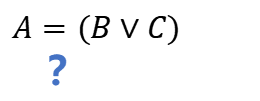 A = (B ∨ C)
?